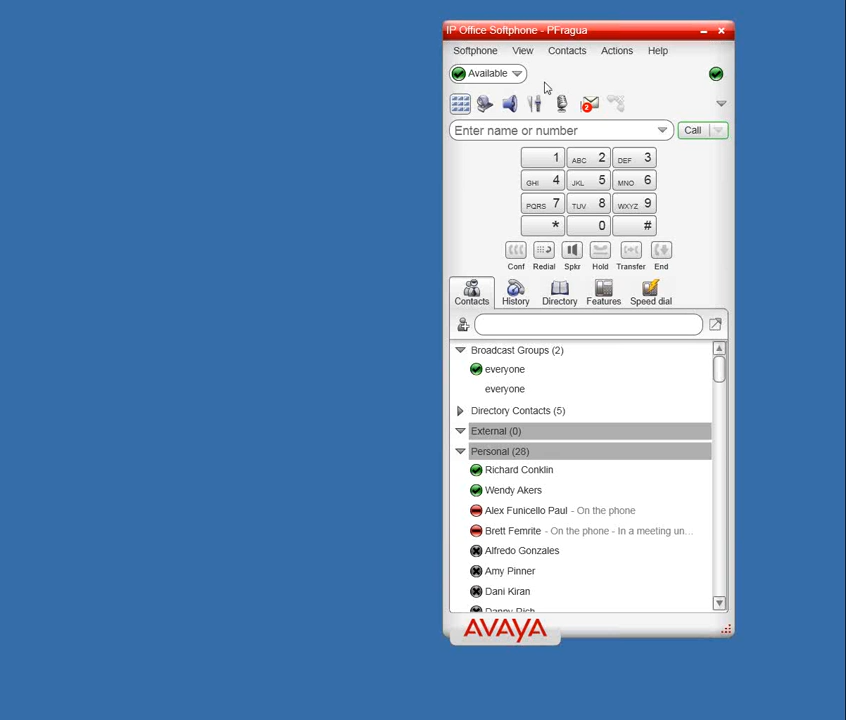 IP Office Softphone - PFragua
Softphone View Contacts Actions Help
Available
2
Enter name or number Call
1 ABC 2 DEF 3
GHI 4 JKL 5 MNO 6
PQRS 7 TUV 8 WXYZ 9
* 0 #
Conf Redial Spkr Hold Transfer End
Contacts History Directory Features Speed dial
Broadcast Groups (2)
everyone
everyone
Directory Contacts (5)
External (0)
Personal (28)
Richard Conklin
Wendy Akers
Alex Funicello Paul - On the phone
Brett Femrite - On the phone - In a meeting un...
Alfredo Gonzales
Amy Pinner
Dani Kiran
Danny Rich
AVAYA